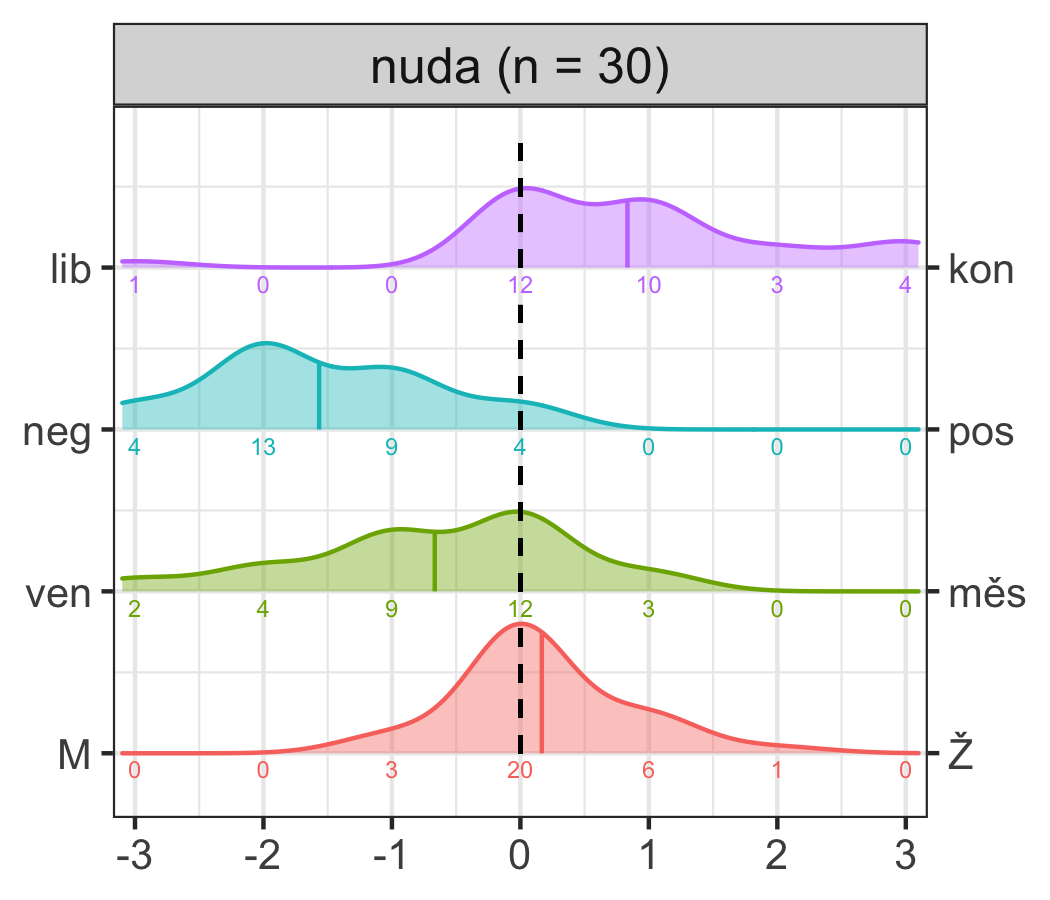 nuda (n = 30)
lib kon
1 0 0 12 10 3 4
neg pos
4 13 9 4 0 0 0
ven měs
2 4 9 12 3 0 0
M Ž
0 0 3 20 6 1 0
-3 -2 -1 0 1 2 3